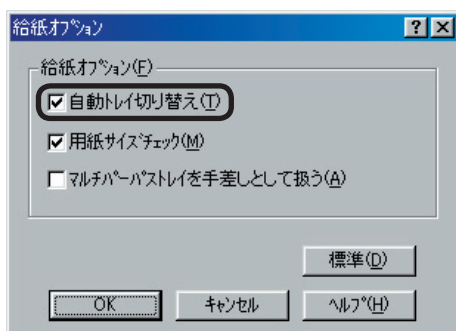 給紙ｵﾌﾟｼｮﾝ
給紙ｵﾌﾟｼｮﾝ(F)
自動ﾄﾚｲ切り替え(T)
用紙ｻｲｽﾞﾁｪｯｸ(M)
ﾏﾙﾁﾊﾟｰﾊﾟｽﾄﾚｲを手差しとして扱う(A)
標準(D)
OK ｷｬﾝｾﾙ ﾍﾙﾌﾟ(H)